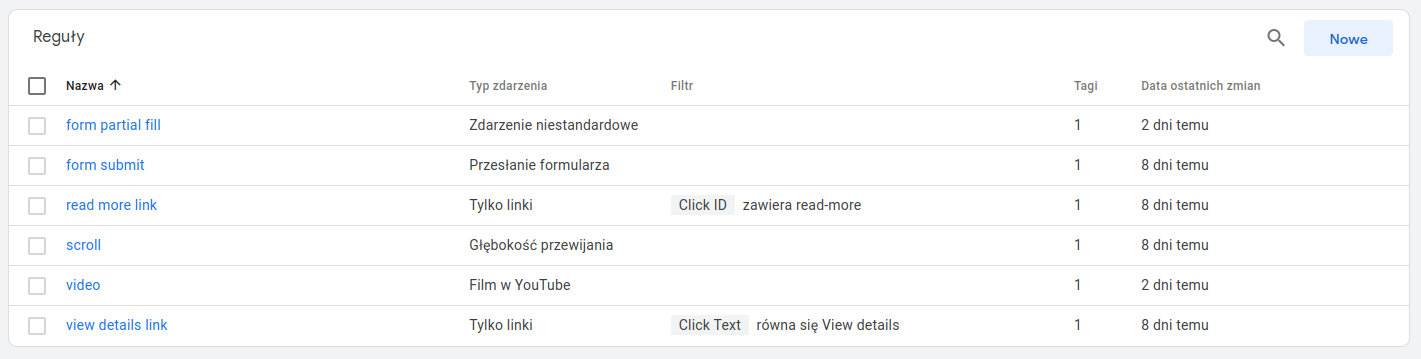 Reguły
Nowe
Nazwa Typ zdarzenia Filtr Tagi Data ostatnich zmian
form partial fill Zdarzenie niestandardowe 1 2 dni temu
form submit Przesłanie formularza 1 8 dni temu
read more link Tylko linki Click ID zawiera read-more 1 8 dni temu
scroll Głębokość przewijania 1 8 dni temu
video Film w YouTube 1 2 dni temu
view details link Tylko linki Click Text równa się View details 1 8 dni temu